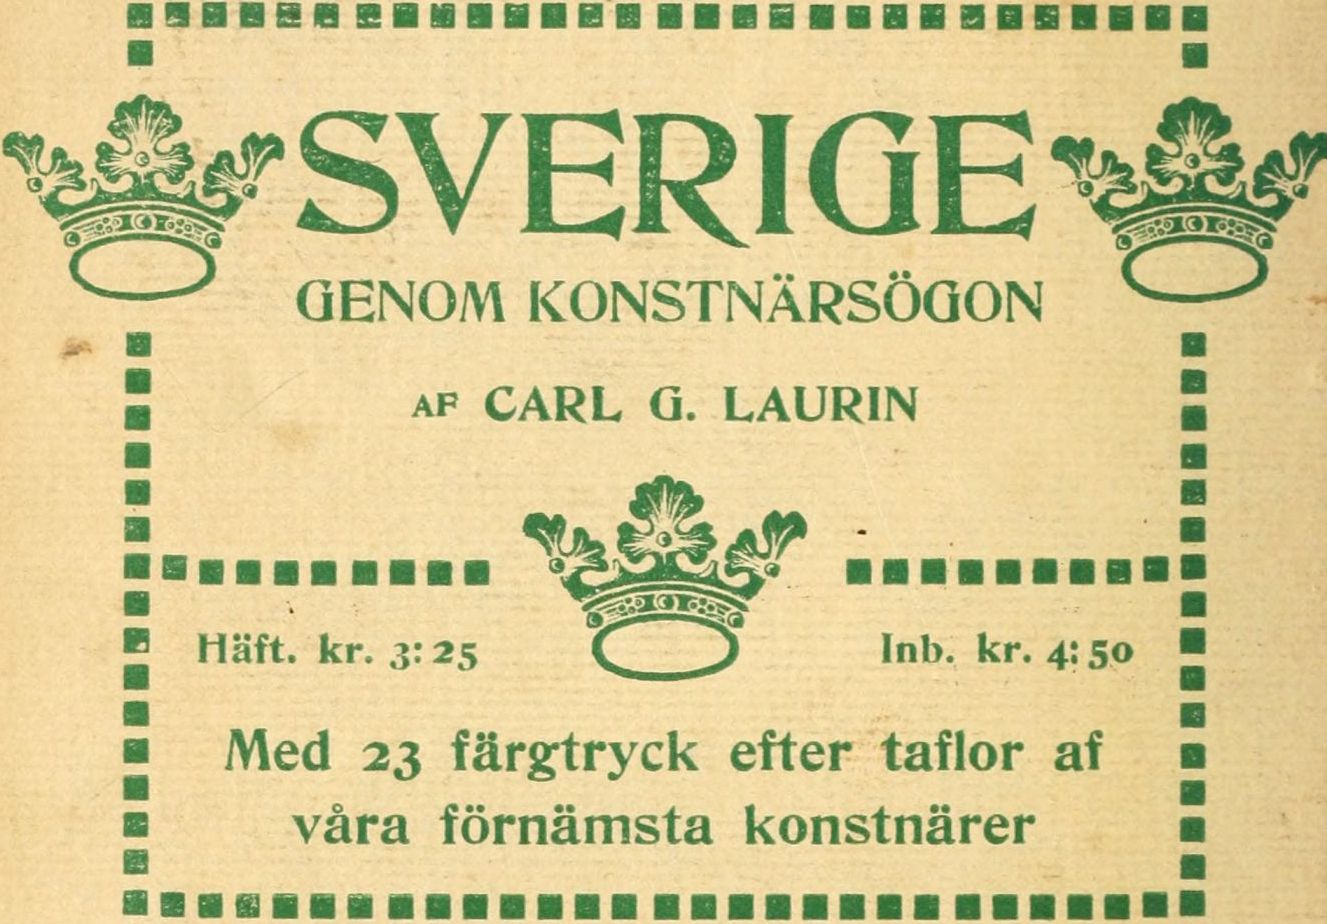 SVERIGE
GENOM KONSTNÄRSÖGON
AF CARL G. LAURIN
Häft. kr. 3:25 Inb. kr. 4:50
Med 23 färgtryck efter taflor af
våra förnämsta konstnärer